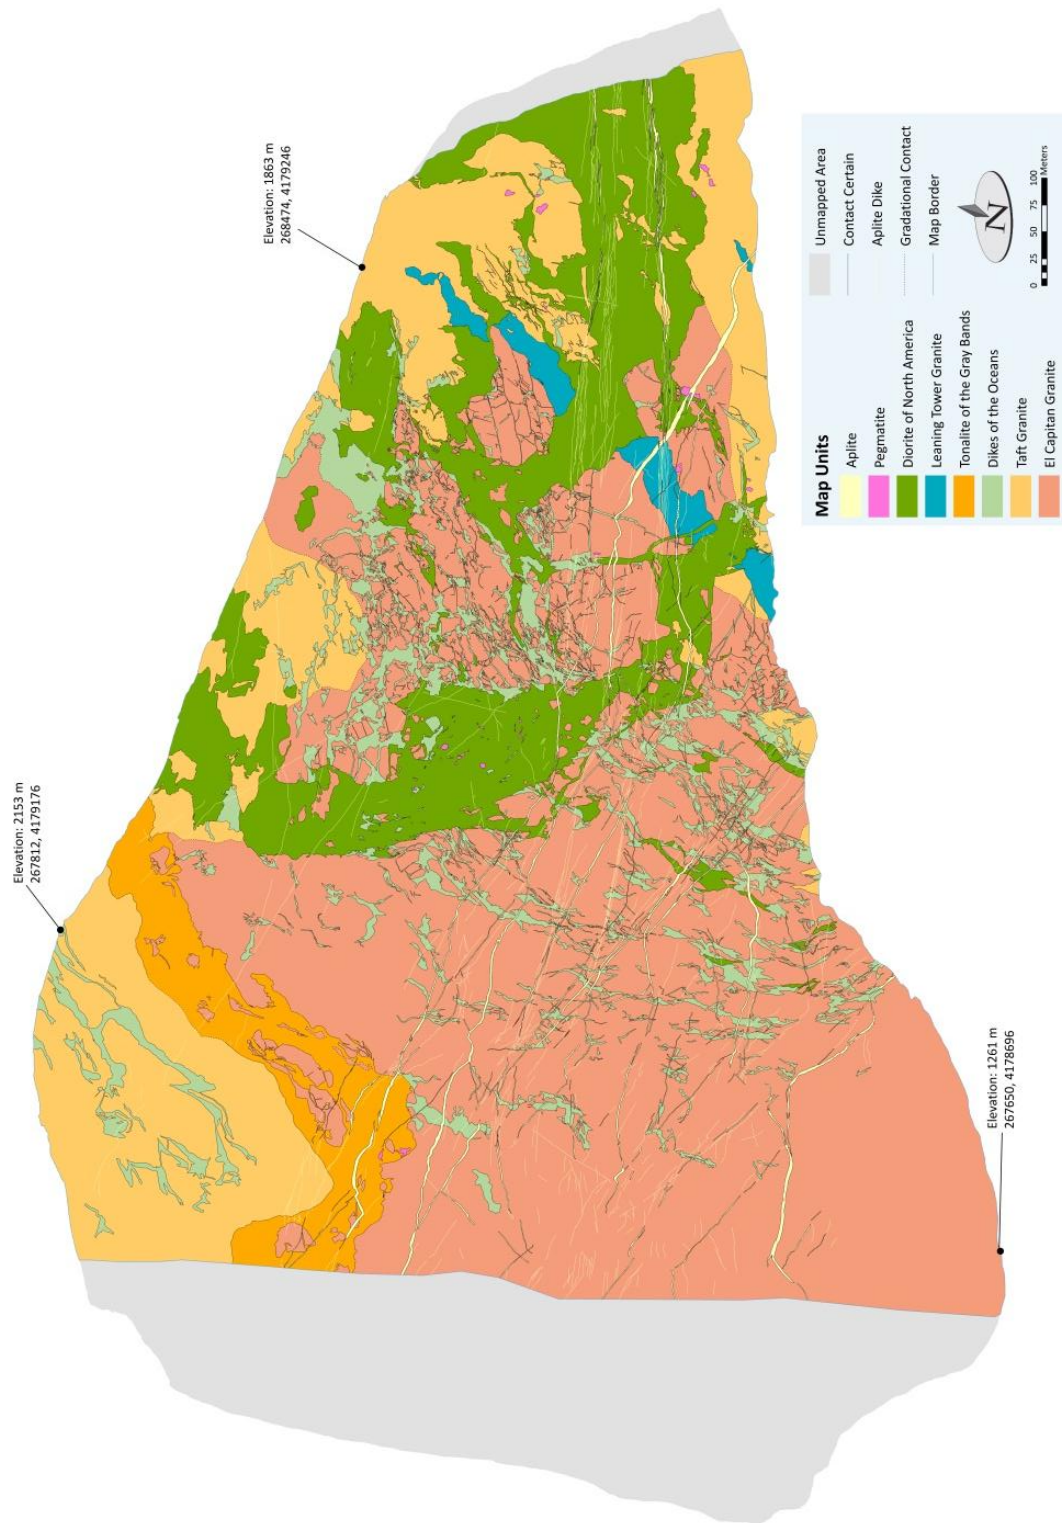 Elevation: 2153 m
267812, 4179176
Elevation: 1863 m
268474, 4179246
Elevation: 1261 m
267650, 4178696
Map Units
Aplite
Pegmatite
Diorite of North America
Leaning Tower Granite
Tonalite of the Gray Bands
Dikes of the Oceans
Taft Granite
El Capitan Granite
Unmapped Area
Contact Certain
Aplite Dike
Gradational Contact
Map Border
N
0 25 50 75 100
Meters